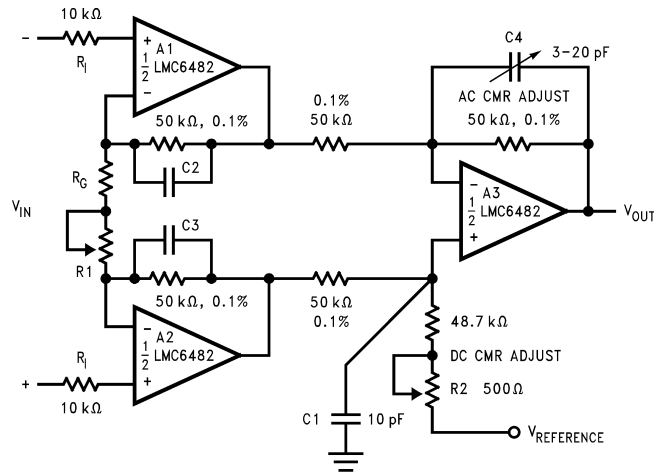 10 kΩ
−
R_I
+
A1
1/2 LMC6482
−
50 kΩ, 0.1%
C2
0.1%
50 kΩ
C4
3–20 pF
AC CMR ADJUST
50 kΩ, 0.1%
R_G
V_IN
R1
C3
50 kΩ, 0.1%
50 kΩ
0.1%
−
A3
1/2 LMC6482
+
V_OUT
−
A2
1/2 LMC6482
+
R_I
+
10 kΩ
C1
10 pF
48.7 kΩ
DC CMR ADJUST
R2 500Ω
V_REFERENCE